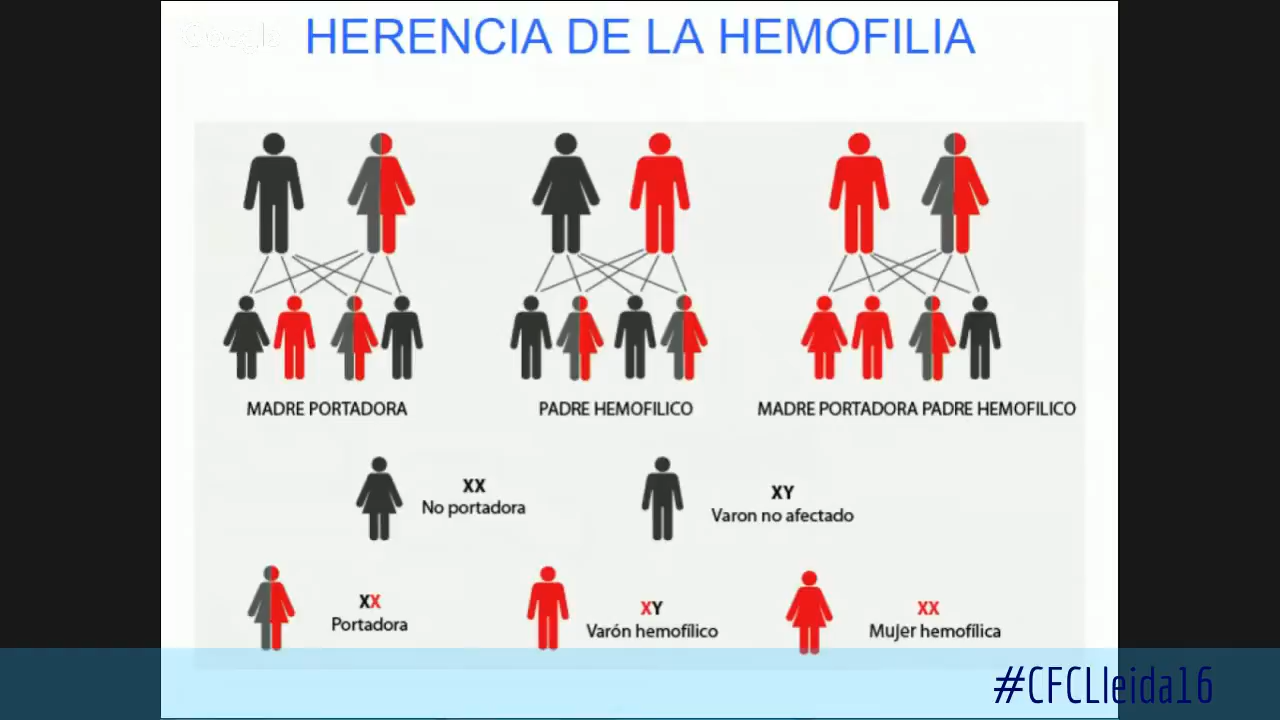 Google
HERENCIA DE LA HEMOFILIA
MADRE PORTADORA
PADRE HEMOFILICO
MADRE PORTADORA PADRE HEMOFILICO
XX
No portadora
XY
Varon no afectado
XX
Portadora
XY
Varón hemofílico
XX
Mujer hemofílica
#CFCLleida16